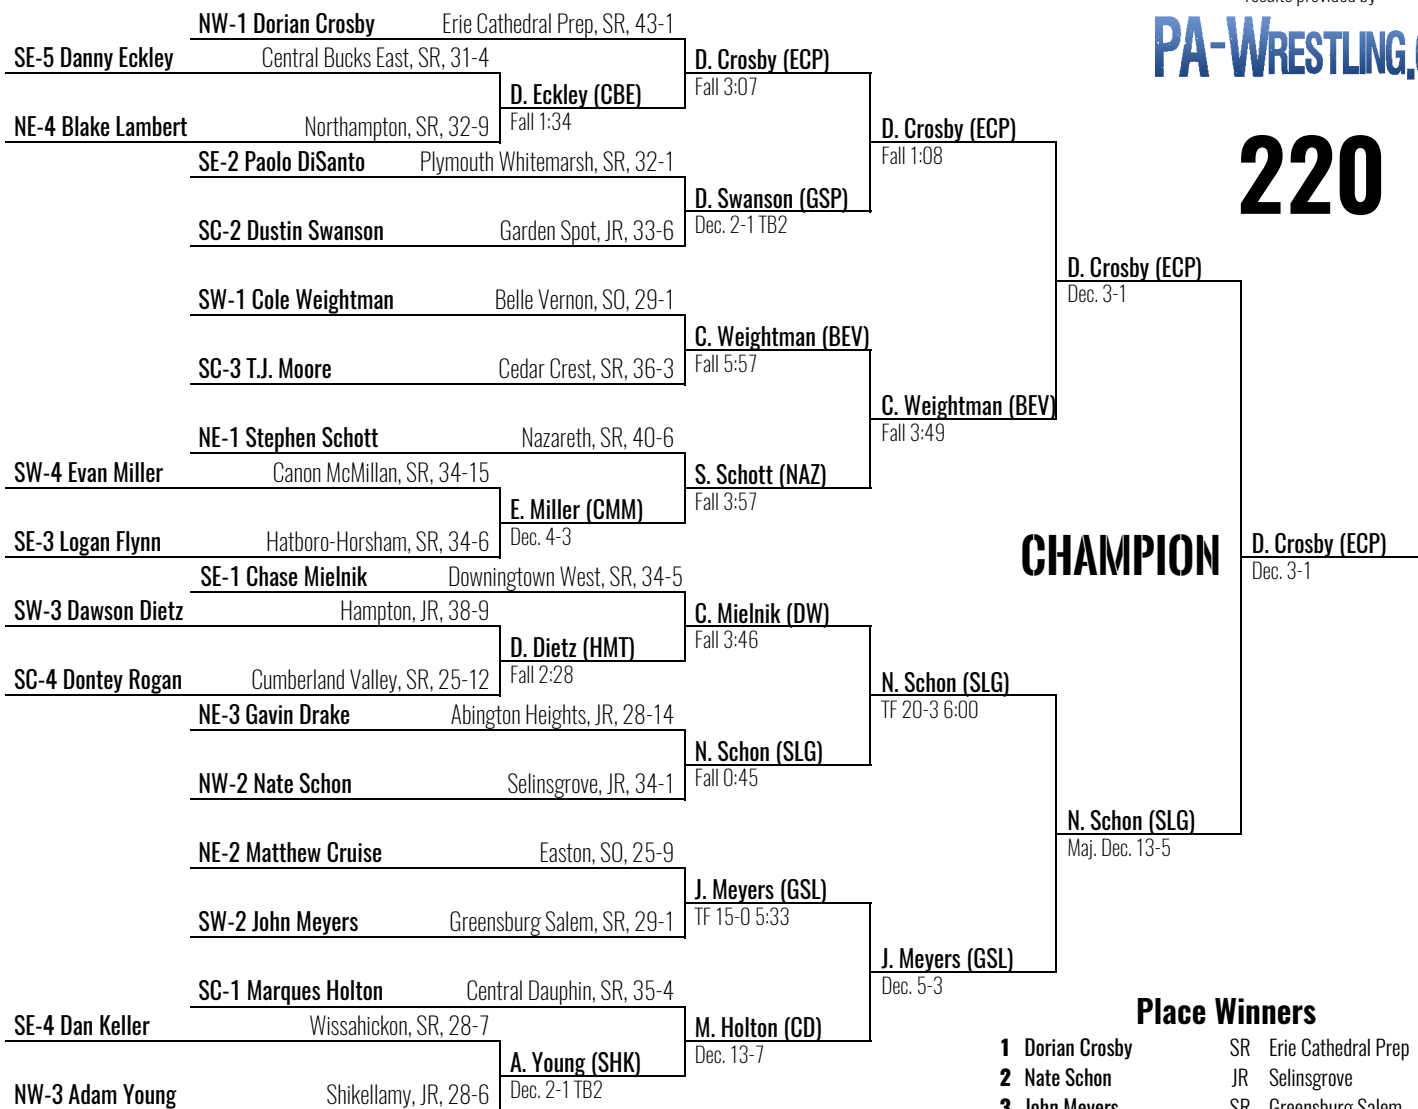 results provided by
PA-WRESTLING.
220
NW-1 Dorian Crosby Erie Cathedral Prep, SR, 43-1
SE-5 Danny Eckley Central Bucks East, SR, 31-4
D. Crosby (ECP)
Fall 3:07
D. Eckley (CBE)
Fall 1:34
NE-4 Blake Lambert Northampton, SR, 32-9
D. Crosby (ECP)
Fall 1:08
SE-2 Paolo DiSanto Plymouth Whitemarsh, SR, 32-1
D. Swanson (GSP)
Dec. 2-1 TB2
SC-2 Dustin Swanson Garden Spot, JR, 33-6
D. Crosby (ECP)
Dec. 3-1
SW-1 Cole Weightman Belle Vernon, SO, 29-1
C. Weightman (BEV)
Fall 5:57
SC-3 T.J. Moore Cedar Crest, SR, 36-3
C. Weightman (BEV)
Fall 3:49
NE-1 Stephen Schott Nazareth, SR, 40-6
SW-4 Evan Miller Canon McMillan, SR, 34-15
S. Schott (NAZ)
Fall 3:57
E. Miller (CMM)
Dec. 4-3
SE-3 Logan Flynn Hatboro-Horsham, SR, 34-6
CHAMPION
D. Crosby (ECP)
Dec. 3-1
SE-1 Chase Mielnik Downingtown West, SR, 34-5
SW-3 Dawson Dietz Hampton, JR, 38-9
C. Mielnik (DW)
Fall 3:46
D. Dietz (HMT)
Fall 2:28
SC-4 Dontey Rogan Cumberland Valley, SR, 25-12
N. Schon (SLG)
TF 20-3 6:00
NE-3 Gavin Drake Abington Heights, JR, 28-14
N. Schon (SLG)
Fall 0:45
NW-2 Nate Schon Selinsgrove, JR, 34-1
N. Schon (SLG)
Maj. Dec. 13-5
NE-2 Matthew Cruise Easton, SO, 25-9
J. Meyers (GSL)
TF 15-0 5:33
SW-2 John Meyers Greensburg Salem, SR, 29-1
J. Meyers (GSL)
Dec. 5-3
SC-1 Marques Holton Central Dauphin, SR, 35-4
SE-4 Dan Keller Wissahickon, SR, 28-7
M. Holton (CD)
Dec. 13-7
A. Young (SHK)
Dec. 2-1 TB2
NW-3 Adam Young Shikellamy, JR, 28-6
Place Winners
1 Dorian Crosby SR Erie Cathedral Prep
2 Nate Schon JR Selinsgrove
3 John Meyers SR Greensburg Salem